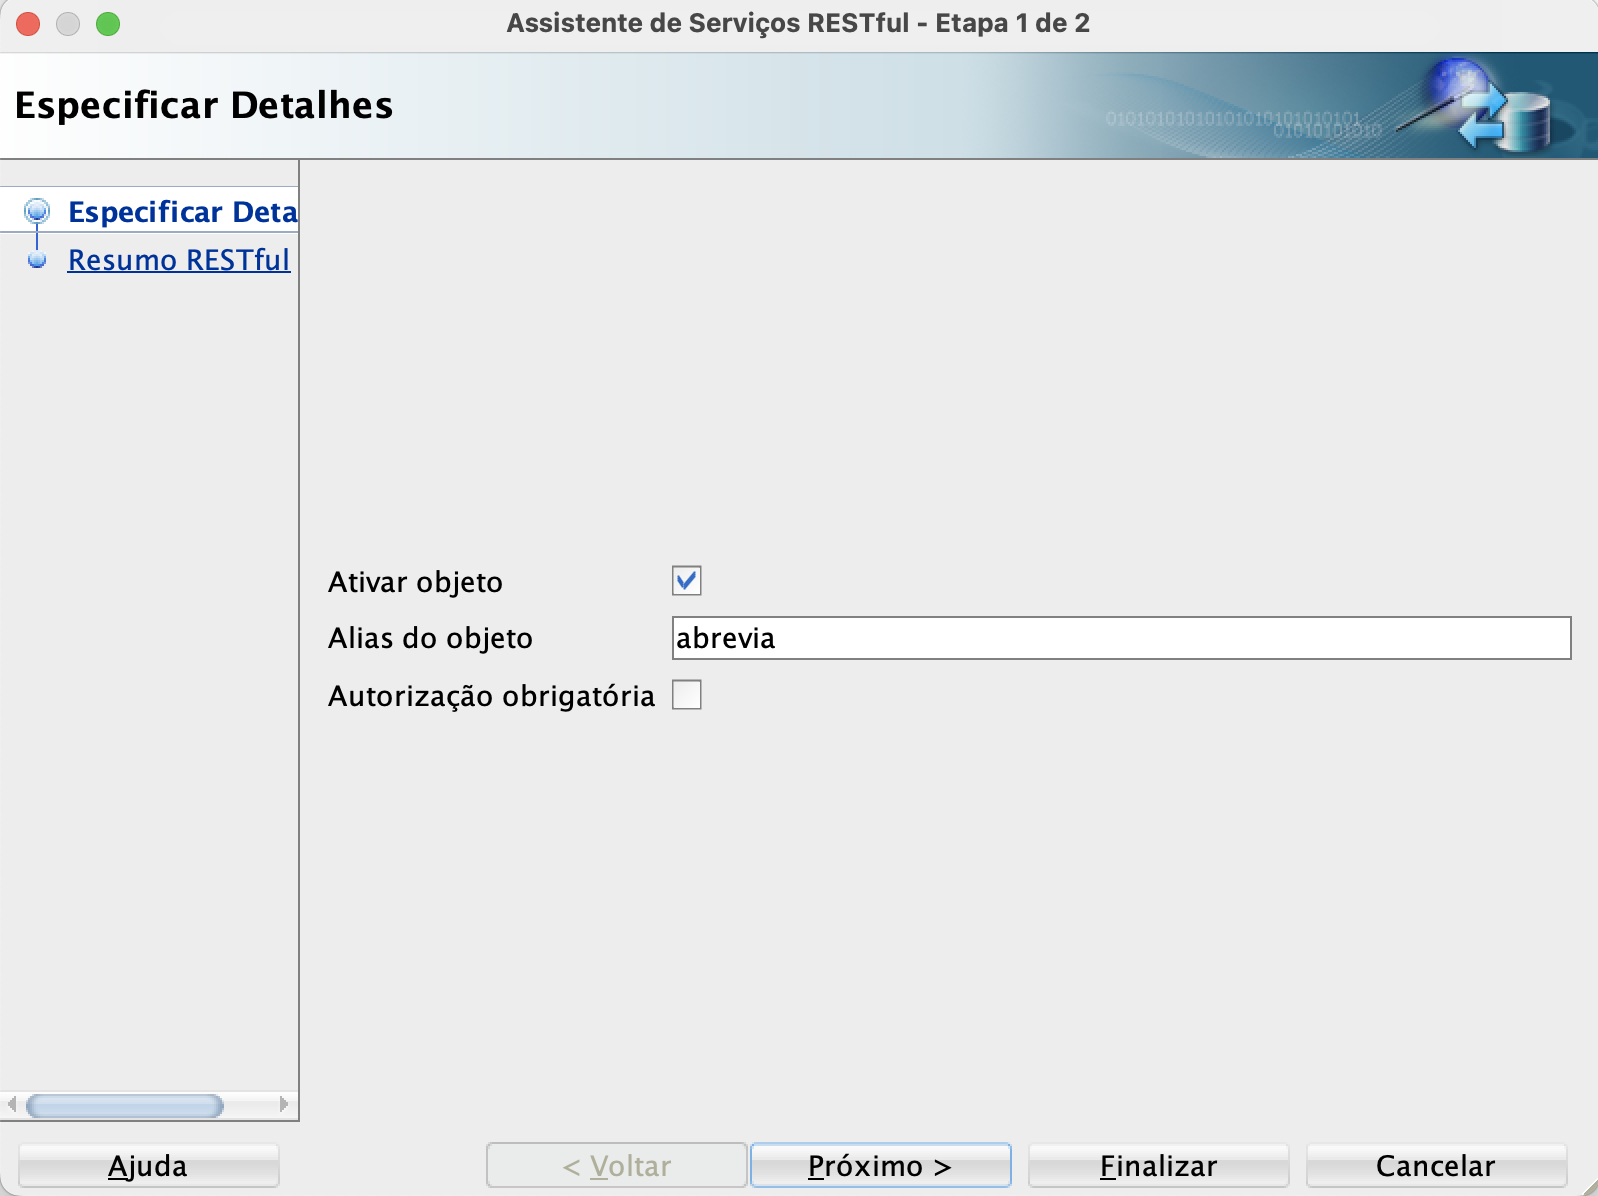 Assistente de Serviços RESTful - Etapa 1 de 2
Especificar Detalhes
010101010101010101010101
01010101010
Especificar Deta
Resumo RESTful
Ativar objeto
Alias do objeto
abrevia
Autorização obrigatória
Ajuda
< Voltar
Próximo >
Finalizar
Cancelar